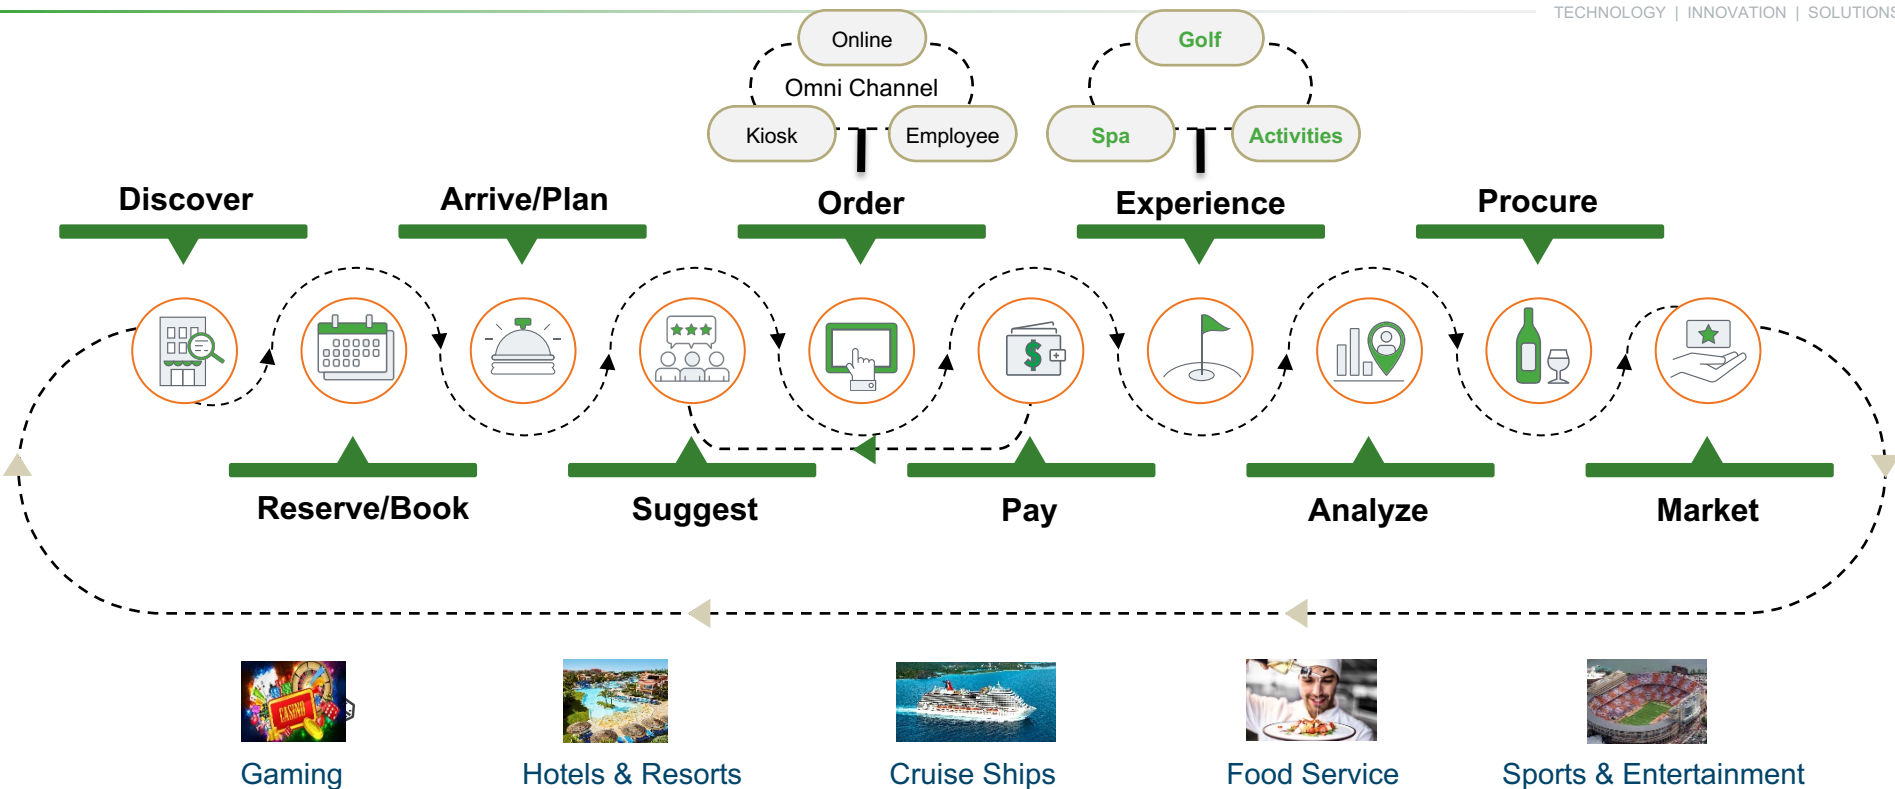 TECHNOLOGY | INNOVATION | SOLUTIONS
Online
Golf
Omni Channel
Kiosk
Employee
Spa
Activities
Discover
Arrive/Plan
Order
Experience
Procure
Reserve/Book
Suggest
Pay
Analyze
Market
CASINO
Gaming
Hotels & Resorts
Cruise Ships
Food Service
Sports & Entertainment